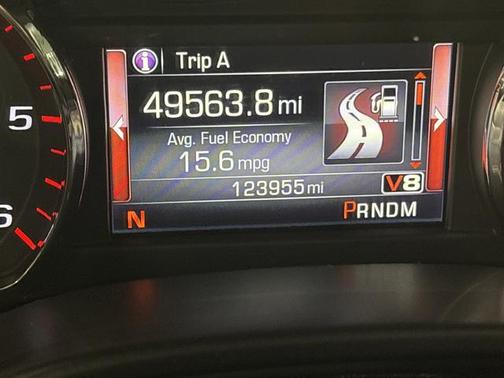 i Trip A
49563.8 mi
Avg. Fuel Economy
15.6 mpg
123955 mi
V8
N
PRNDM
5
6